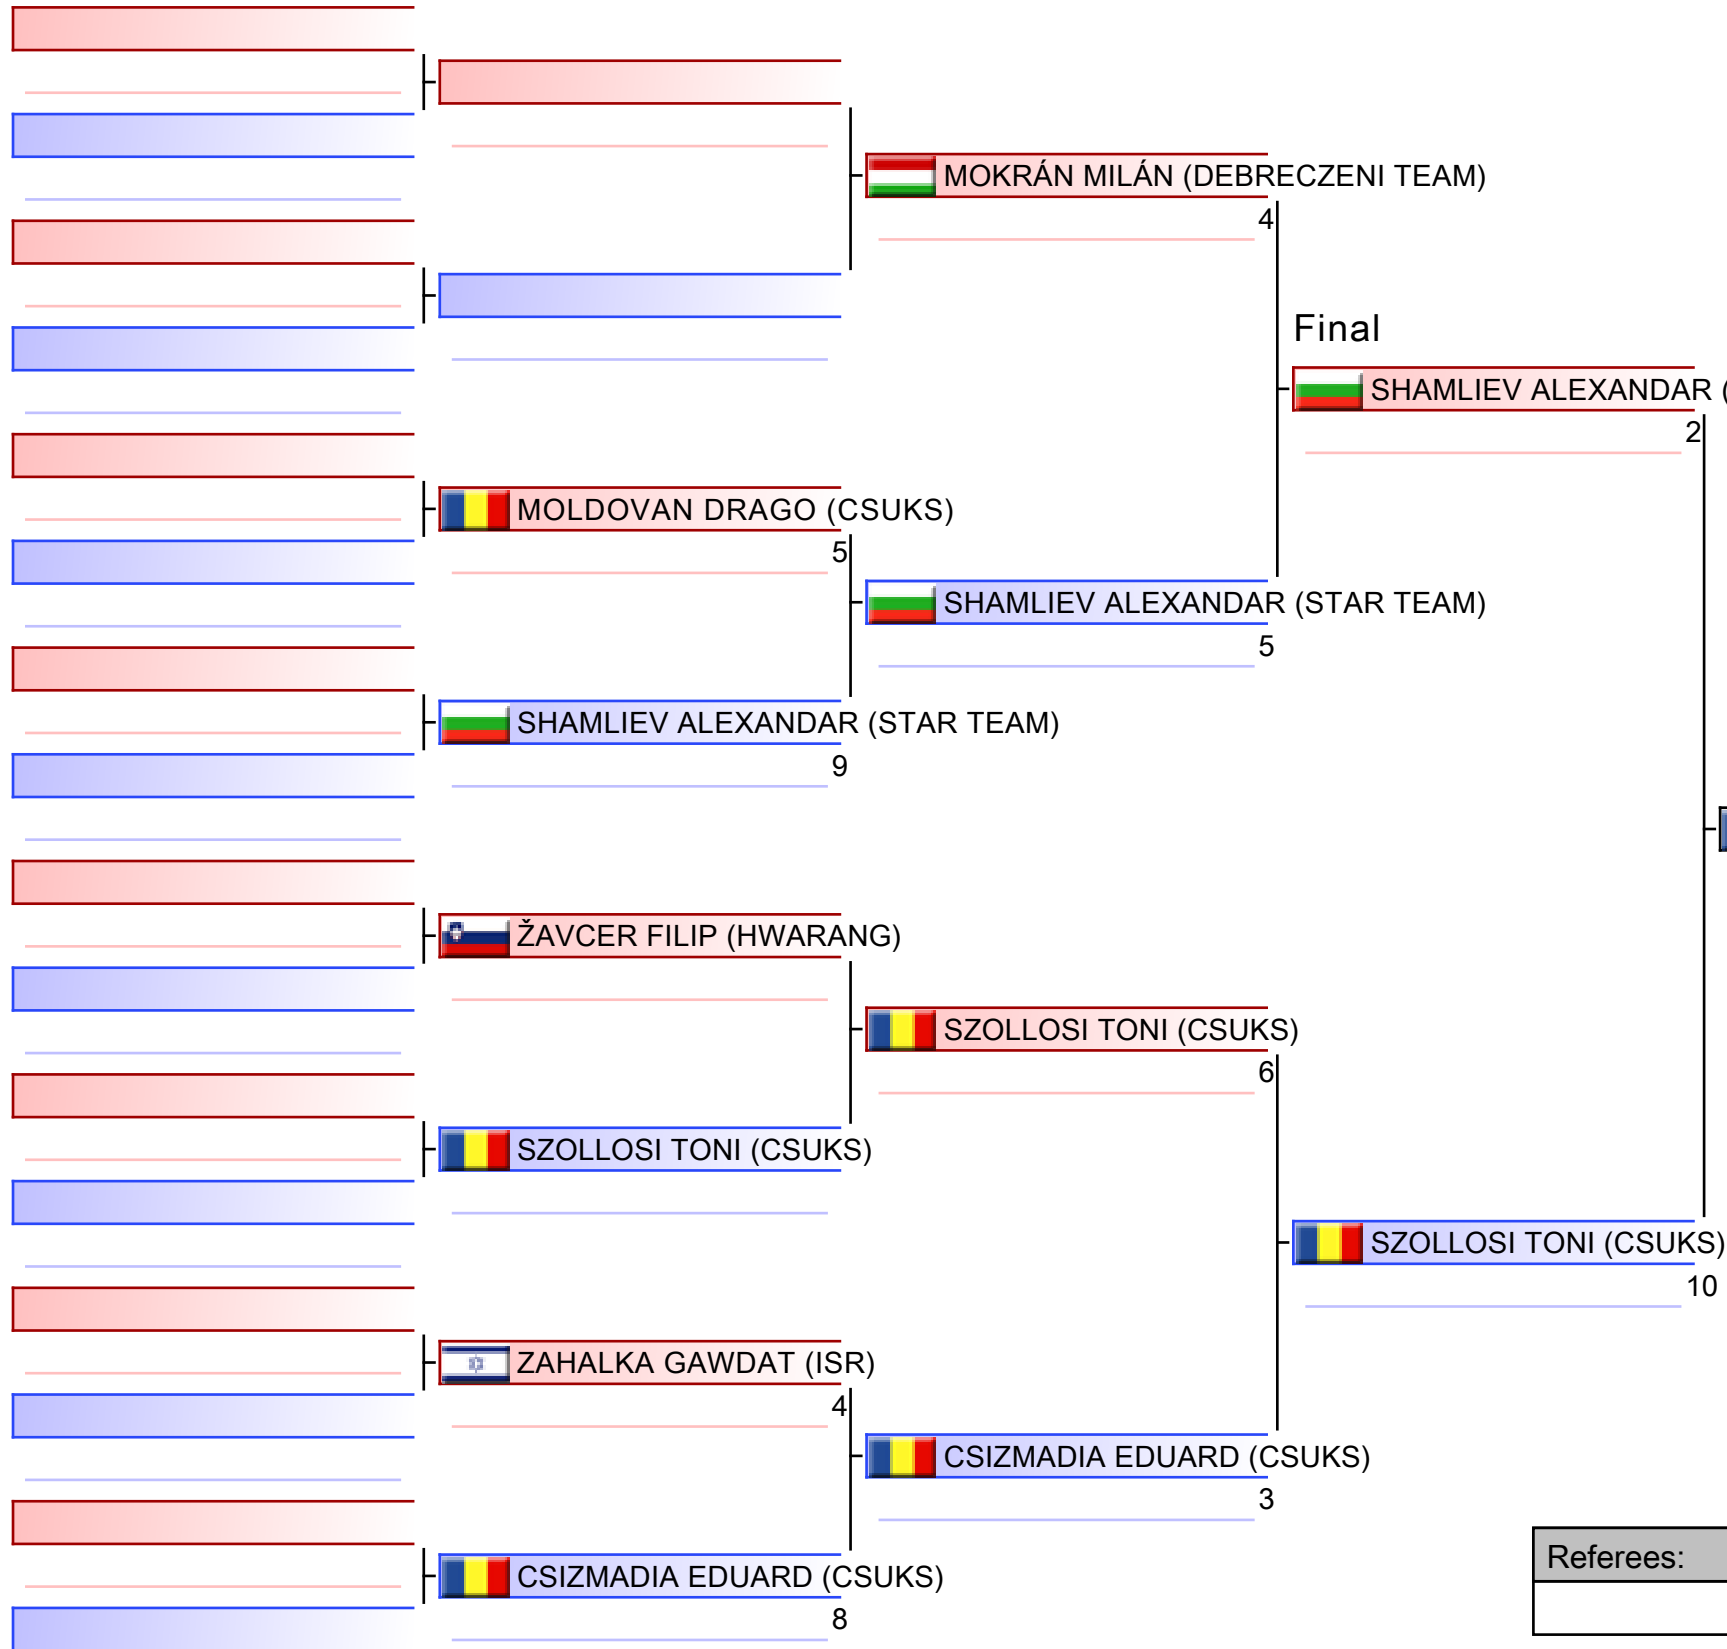 MOKRÁN MILÁN (DEBRECZENI TEAM)
4
Final
SHAMLIEV ALEXANDAR (
2
MOLDOVAN DRAGO (CSUKS)
5
SHAMLIEV ALEXANDAR (STAR TEAM)
5
SHAMLIEV ALEXANDAR (STAR TEAM)
9
ŽAVCER FILIP (HWARANG)
SZOLLOSI TONI (CSUKS)
6
SZOLLOSI TONI (CSUKS)
SZOLLOSI TONI (CSUKS)
10
ZAHALKA GAWDAT (ISR)
4
CSIZMADIA EDUARD (CSUKS)
3
CSIZMADIA EDUARD (CSUKS)
8
Referees: